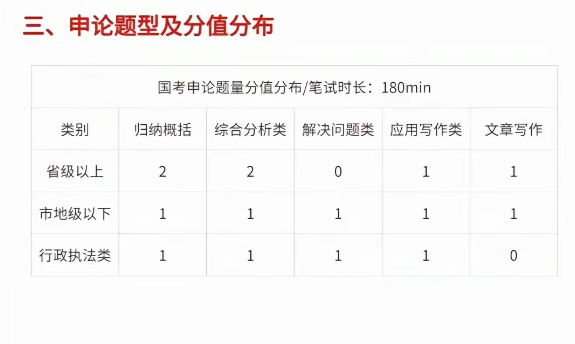 三、申论题型及分值分布
国考申论题量分值分布/笔试时长：180min
类别 归纳概括 综合分析类 解决问题类 应用写作类 文章写作
省级以上 2 2 0 1 1
市地级以下 1 1 1 1 1
行政执法类 1 1 1 1 0